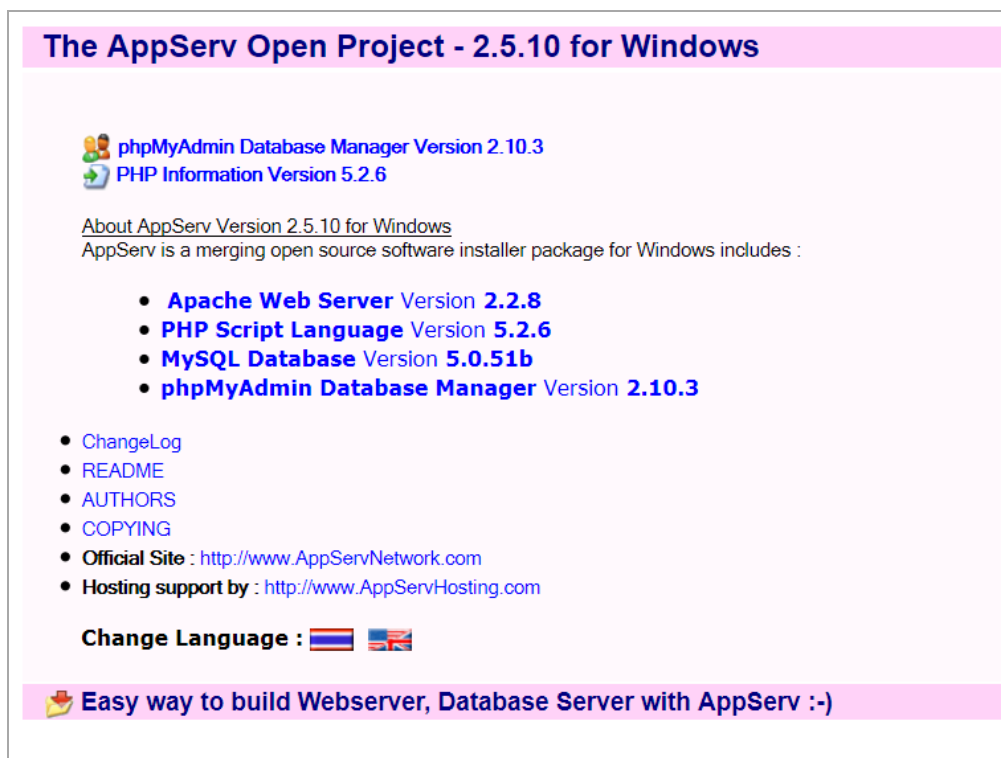 The AppServ Open Project - 2.5.10 for Windows
phpMyAdmin Database Manager Version 2.10.3
PHP Information Version 5.2.6
About AppServ Version 2.5.10 for Windows
AppServ is a merging open source software installer package for Windows includes :
Apache Web Server Version 2.2.8
PHP Script Language Version 5.2.6
MySQL Database Version 5.0.51b
phpMyAdmin Database Manager Version 2.10.3
ChangeLog
README
AUTHORS
COPYING
Official Site : http://www.AppServNetwork.com
Hosting support by : http://www.AppServHosting.com
Change Language :
Easy way to build Webserver, Database Server with AppServ :-)